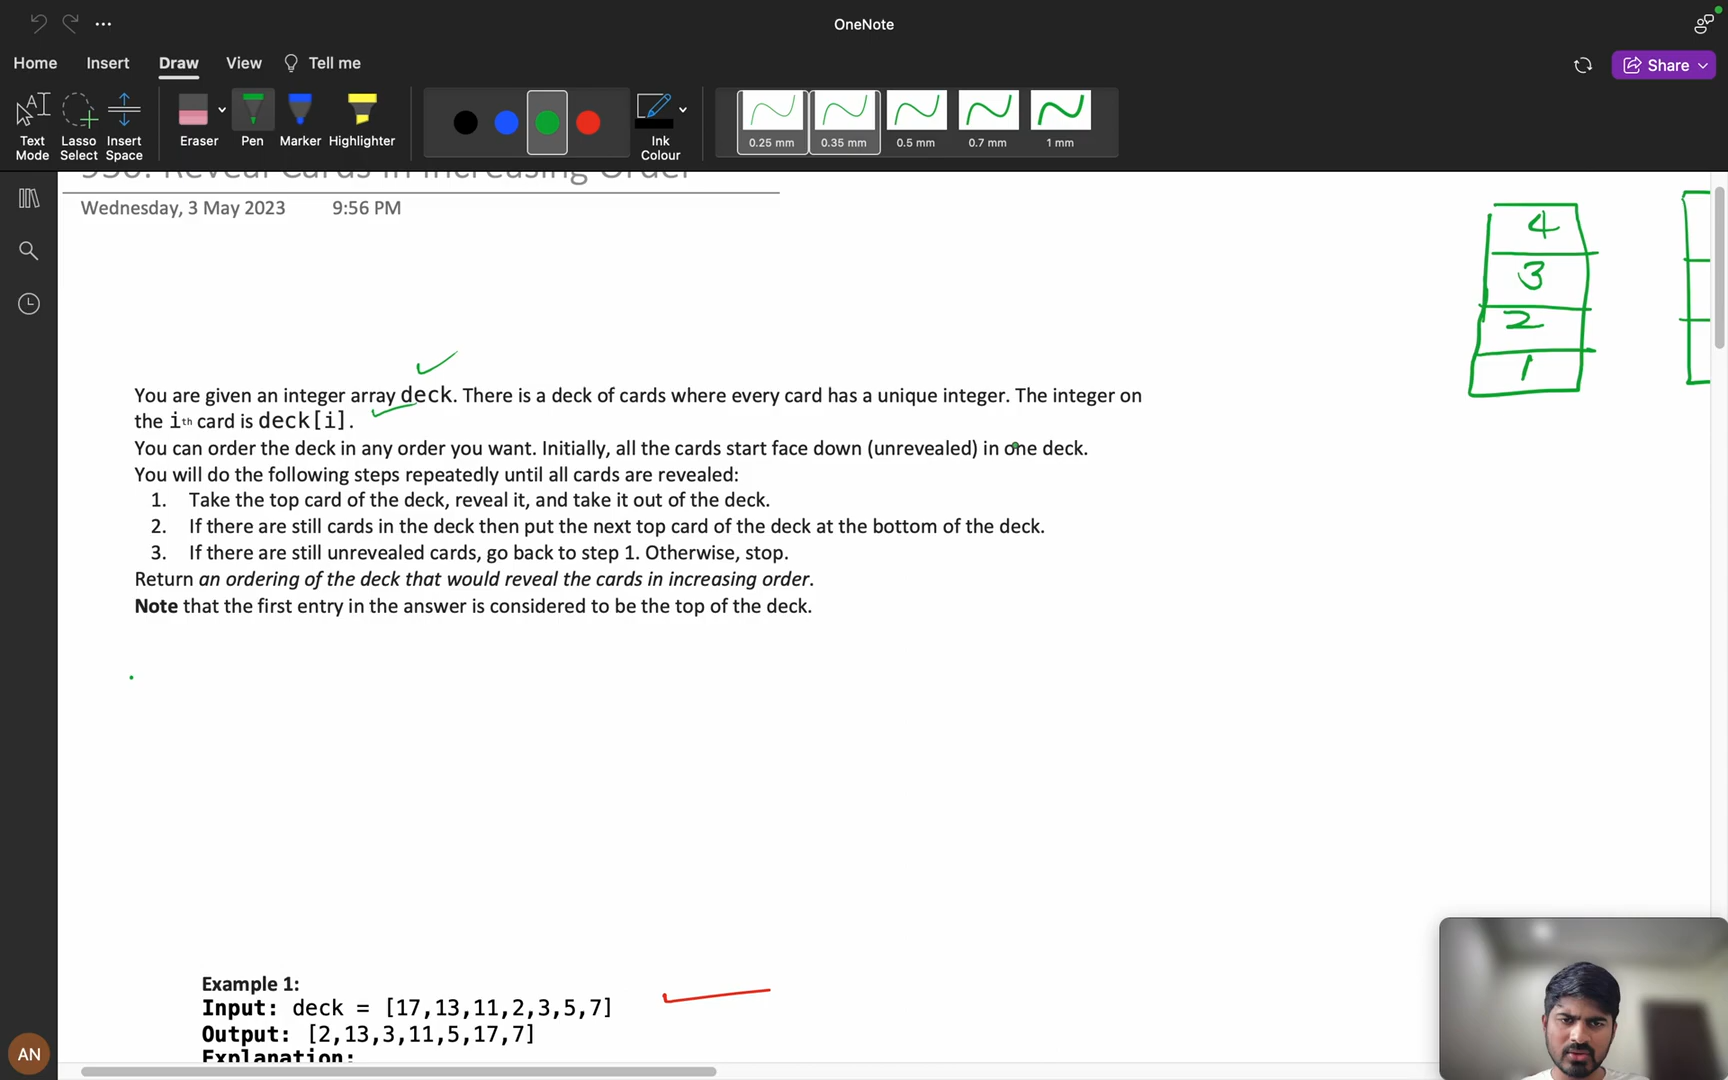 OneNote
Home Insert Draw View Tell me
Share
Text Mode
Lasso Select
Insert Space
Eraser
Pen
Marker
Highlighter
Ink Colour
0.25 mm 0.35 mm 0.5 mm 0.7 mm 1 mm
Reveal Cards In Increasing Order
Wednesday, 3 May 2023 9:56 PM
4
3
2
1
You are given an integer array deck. There is a deck of cards where every card has a unique integer. The integer on
the ith card is deck[i].
You can order the deck in any order you want. Initially, all the cards start face down (unrevealed) in one deck.
You will do the following steps repeatedly until all cards are revealed:
1. Take the top card of the deck, reveal it, and take it out of the deck.
2. If there are still cards in the deck then put the next top card of the deck at the bottom of the deck.
3. If there are still unrevealed cards, go back to step 1. Otherwise, stop.
Return an ordering of the deck that would reveal the cards in increasing order.
Note that the first entry in the answer is considered to be the top of the deck.
Example 1:
Input: deck = [17,13,11,2,3,5,7]
Output: [2,13,3,11,5,17,7]
Explanation:
AN